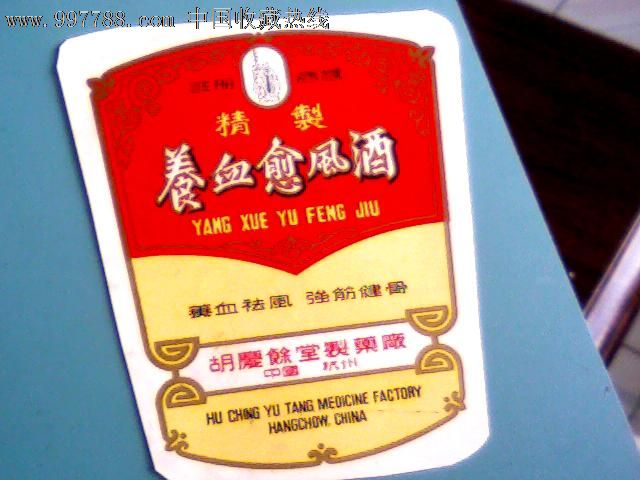 www.997788.com 中国收藏热线
精製
養血愈風酒
YANG XUE YU FENG JIU
養血祛風 強筋健骨
胡慶餘堂製藥廠
中國 杭州
HU CHING YU TANG MEDICINE FACTORY
HANGCHOW, CHINA